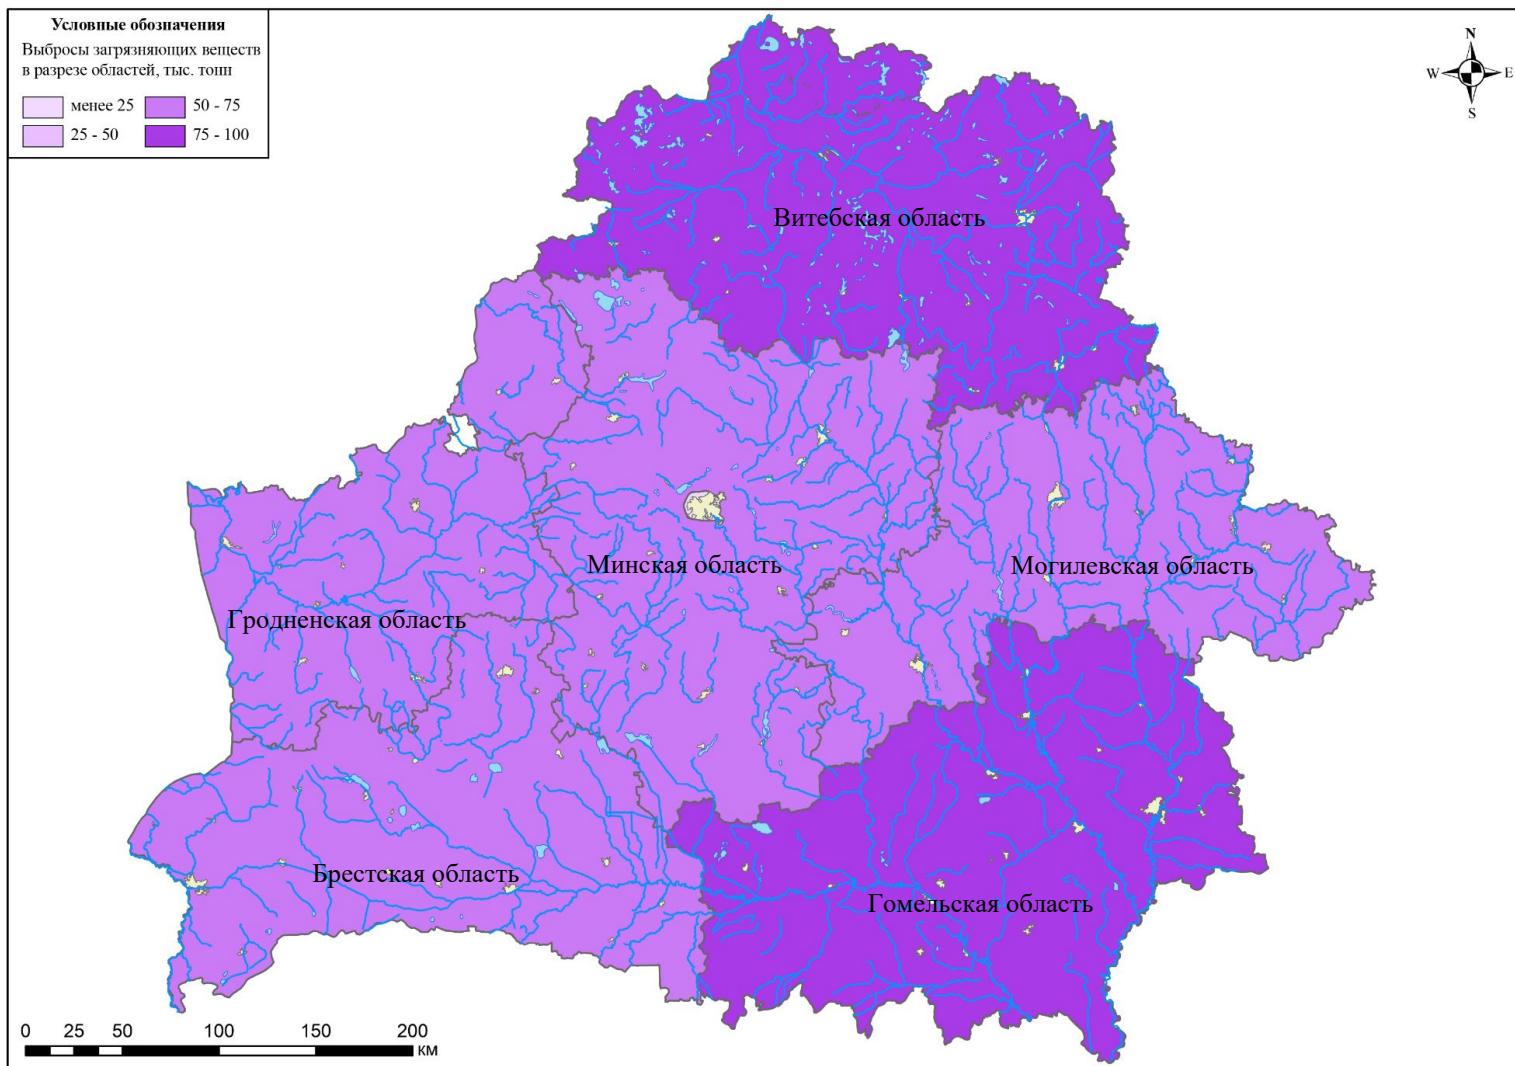 Условные обозначения
Выбросы загрязняющих веществ
в разрезе областей, тыс. тонн
менее 25
50 - 75
25 - 50
75 - 100
N
W
E
S
Витебская область
Минская область
Могилевская область
Гродненская область
Брестская область
Гомельская область
0 25 50 100 150 200
КМ